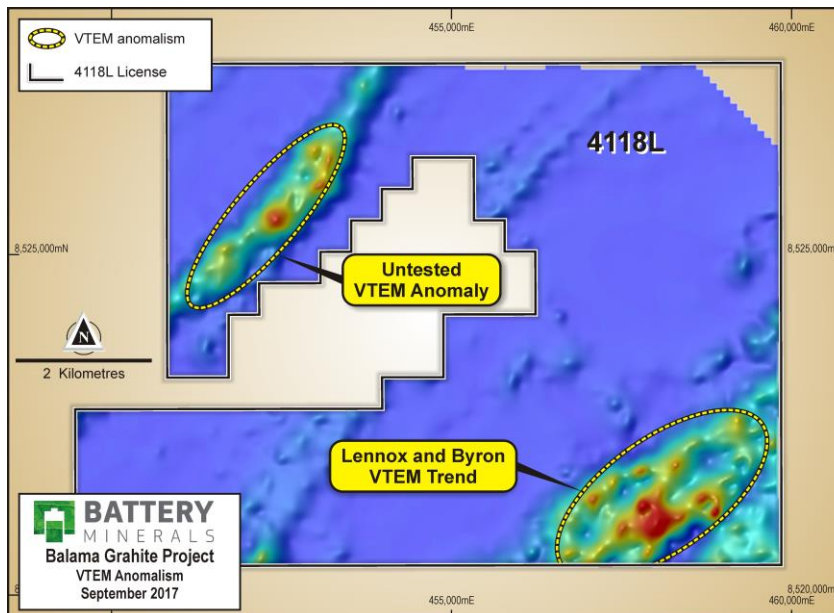 455,000mE
460,000mE
VTEM anomalism
4118L License
4118L
8,525,000mN
8,525,000mN
Untested
VTEM Anomaly
N
2 Kilometres
Lennox and Byron
VTEM Trend
BATTERY
MINERALS
Balama Grahite Project
VTEM Anomalism
September 2017
455,000mE
460,000mE
8,520,000mN